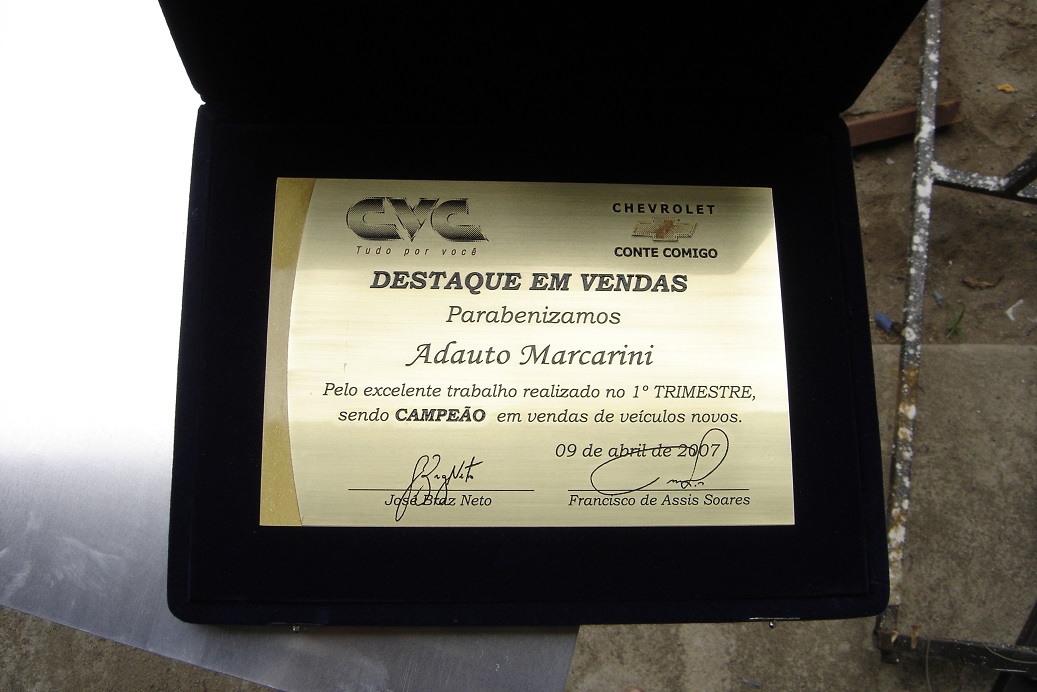 CVC
Tudo por você
CHEVROLET
CONTE COMIGO
DESTAQUE EM VENDAS
Parabenizamos
Adauto Marcarini
Pelo excelente trabalho realizado no 1º TRIMESTRE,
sendo CAMPEÃO em vendas de veículos novos.
09 de abril de 2007
José Braz Neto
Francisco de Assis Soares